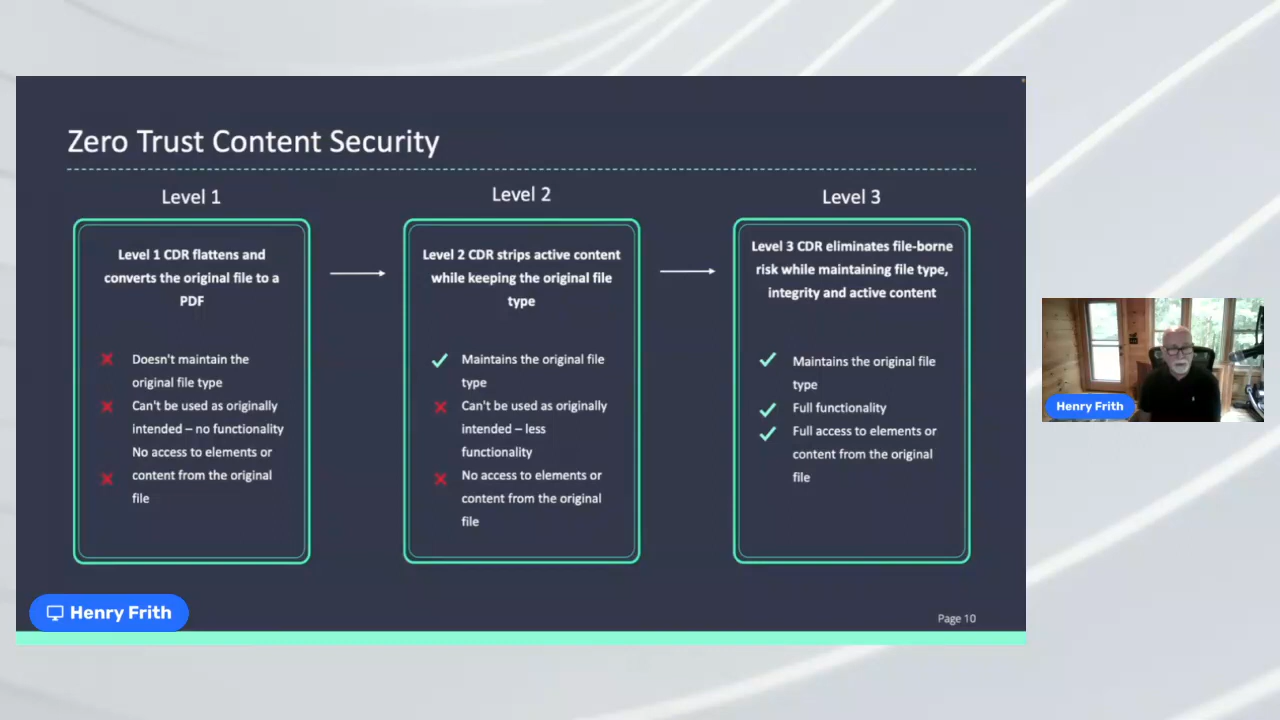 Zero Trust Content Security
Level 1
Level 1 CDR flattens and
converts the original file to a
PDF
Doesn't maintain the
original file type
Can't be used as originally
intended – no functionality
No access to elements or
content from the original
file
Level 2
Level 2 CDR strips active content
while keeping the original file
type
Maintains the original file
type
Can't be used as originally
intended – less
functionality
No access to elements or
content from the original
file
Level 3
Level 3 CDR eliminates file-borne
risk while maintaining file type,
integrity and active content
Maintains the original file
type
Full functionality
Full access to elements or
content from the original
file
Henry Frith
Page 10
Henry Frith